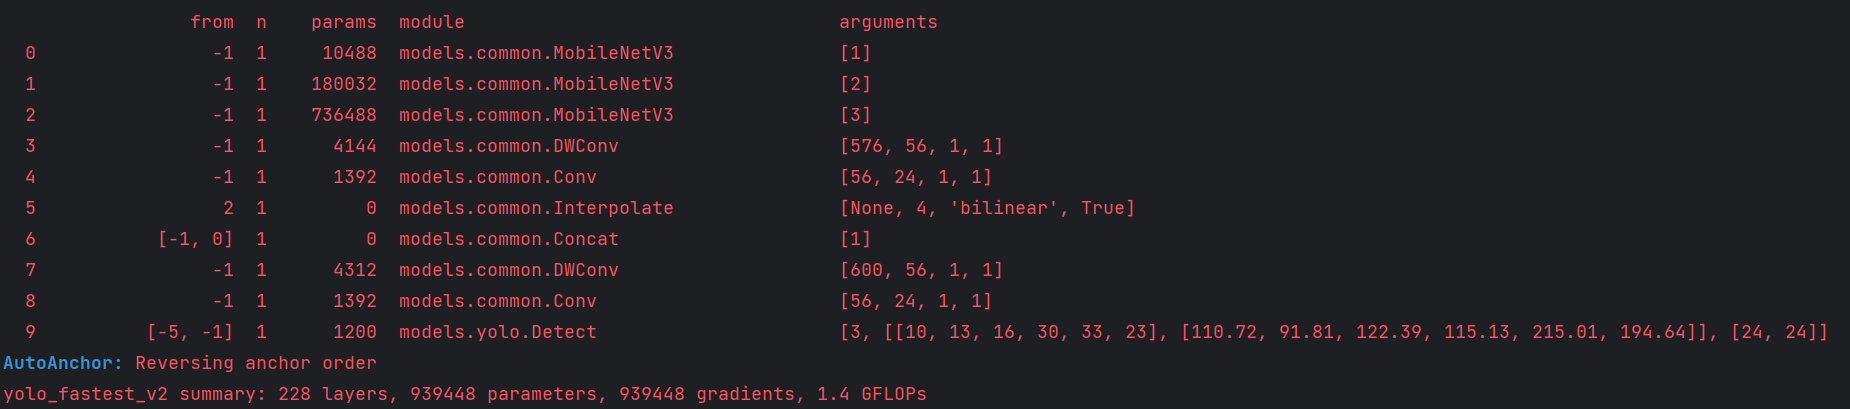 from  n    params  module                                  arguments
0                -1  1     10488  models.common.MobileNetV3               [1]
1                -1  1    180032  models.common.MobileNetV3               [2]
2                -1  1    736488  models.common.MobileNetV3               [3]
3                -1  1      4144  models.common.DWConv                    [576, 56, 1, 1]
4                -1  1      1392  models.common.Conv                      [56, 24, 1, 1]
5                 2  1         0  models.common.Interpolate               [None, 4, 'bilinear', True]
6           [-1, 0]  1         0  models.common.Concat                    [1]
7                -1  1      4312  models.common.DWConv                    [600, 56, 1, 1]
8                -1  1      1392  models.common.Conv                      [56, 24, 1, 1]
9          [-5, -1]  1      1200  models.yolo.Detect                      [3, [[10, 13, 16, 30, 33, 23], [110.72, 91.81, 122.39, 115.13, 215.01, 194.64]], [24, 24]]
AutoAnchor: Reversing anchor order
yolo_fastest_v2 summary: 228 layers, 939448 parameters, 939448 gradients, 1.4 GFLOPs